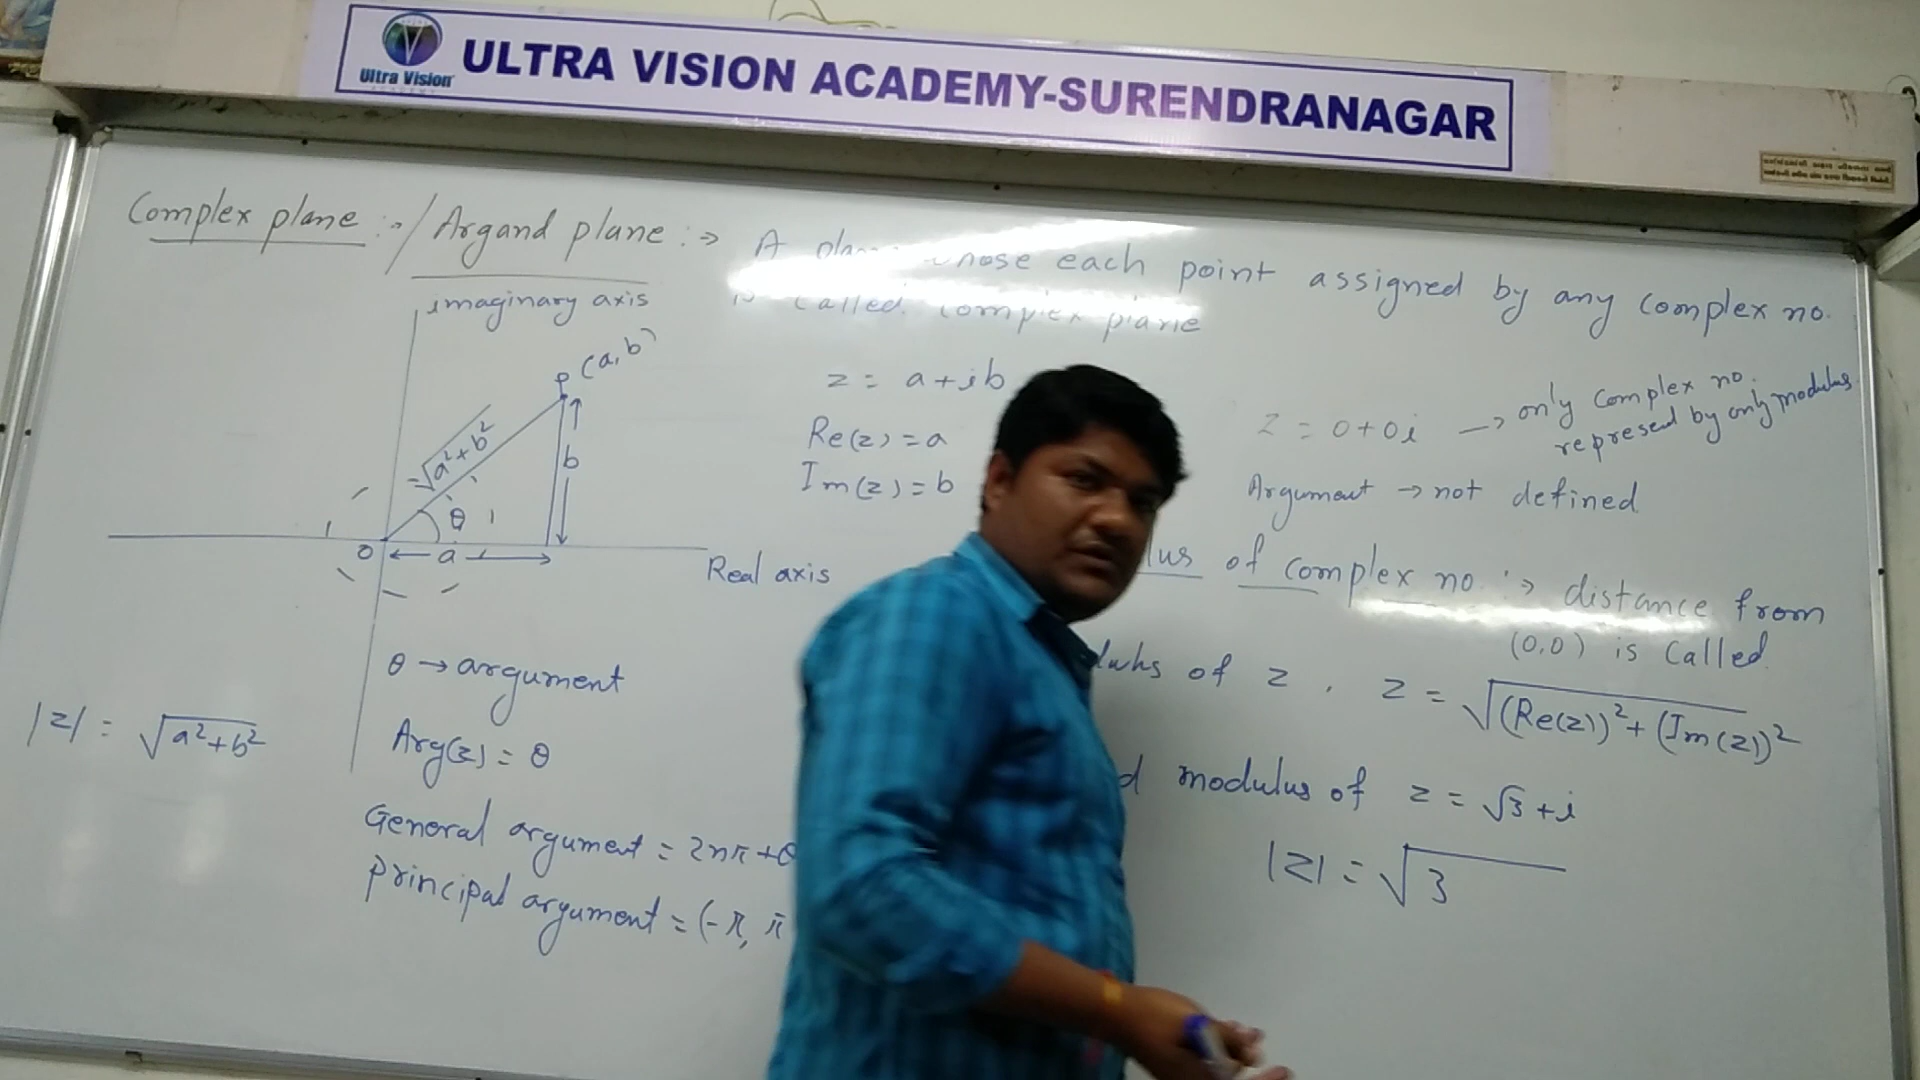 Ultra Vision
ULTRA VISION ACADEMY-SURENDRANAGAR
Complex plane :- / Argand plane :→ A whose each point assigned by any complex no.
is called complex plane
imaginary axis
P (a, b)
√a²+b²
b
θ
O a
Real axis
z = a+ib
Re(z) = a
Im(z) = b
Z = 0+0i → only complex no.
represend by only modulus
Argument → not defined
of complex no :→ distance from
(0,0) is called
of z , z = √(Re(z))²+(Im(z))²
modulus of z = √3+i
|z| = √3
θ → argument
Arg(z) = θ
|z| = √a²+b²
General argument = 2nπ+θ
principal argument = (-π, π